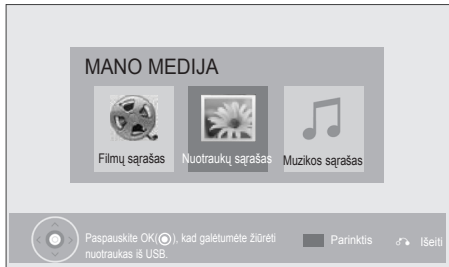 MANO MEDIJA
Filmų sąrašas
Nuotraukų sąrašas
Muzikos sąrašas
Paspauskite OK(◉), kad galėtumėte žiūrėti
nuotraukas iš USB.
Parinktis
Išeiti